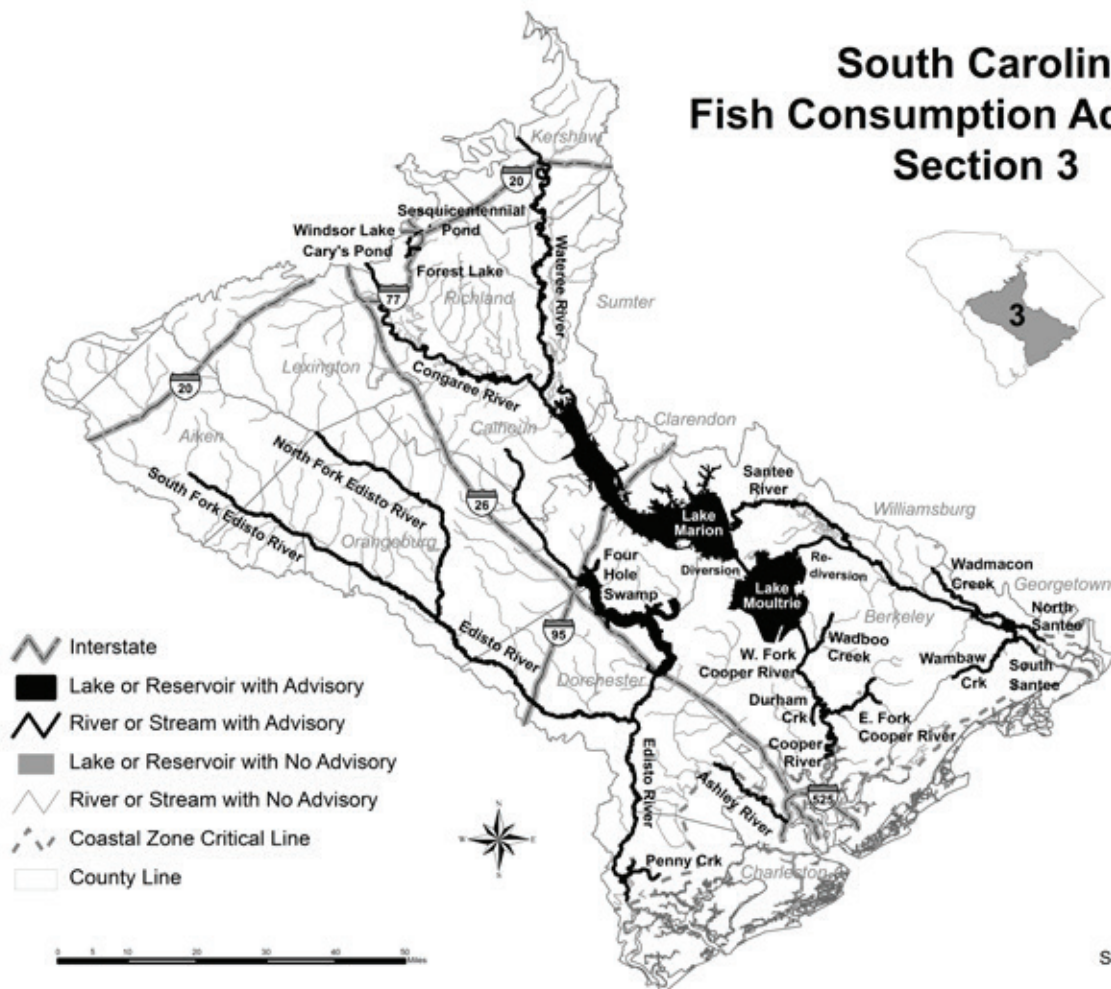 South Carolin
Fish Consumption Ad
Section 3
Kershaw
20
Sesquicentennial
Pond
Windsor Lake
Cary's Pond
Forest Lake
77
Richland
Wateree River
Sumter
3
Lexington
20
Congaree River
Calhoun
Clarendon
Aiken
North Fork Edisto River
South Fork Edisto River
26
Orangeburg
Santee
River
Lake
Marion
Williamsburg
Four
Hole
Swamp
Diversion
Re-
diversion
Lake
Moultrie
Wadmacon
Creek
Georgetown
North
Santee
Berkeley
95
Edisto River
Dorchester
W. Fork
Cooper River
Wadboo
Creek
Wambaw
Crk
South
Santee
Durham
Crk
E. Fork
Cooper River
Cooper
River
Edisto River
Ashley River
525
Penny Crk
Charleston
Interstate
Lake or Reservoir with Advisory
River or Stream with Advisory
Lake or Reservoir with No Advisory
River or Stream with No Advisory
Coastal Zone Critical Line
County Line
N
W E
S
0 5 10 20 30 40 50
Miles
S